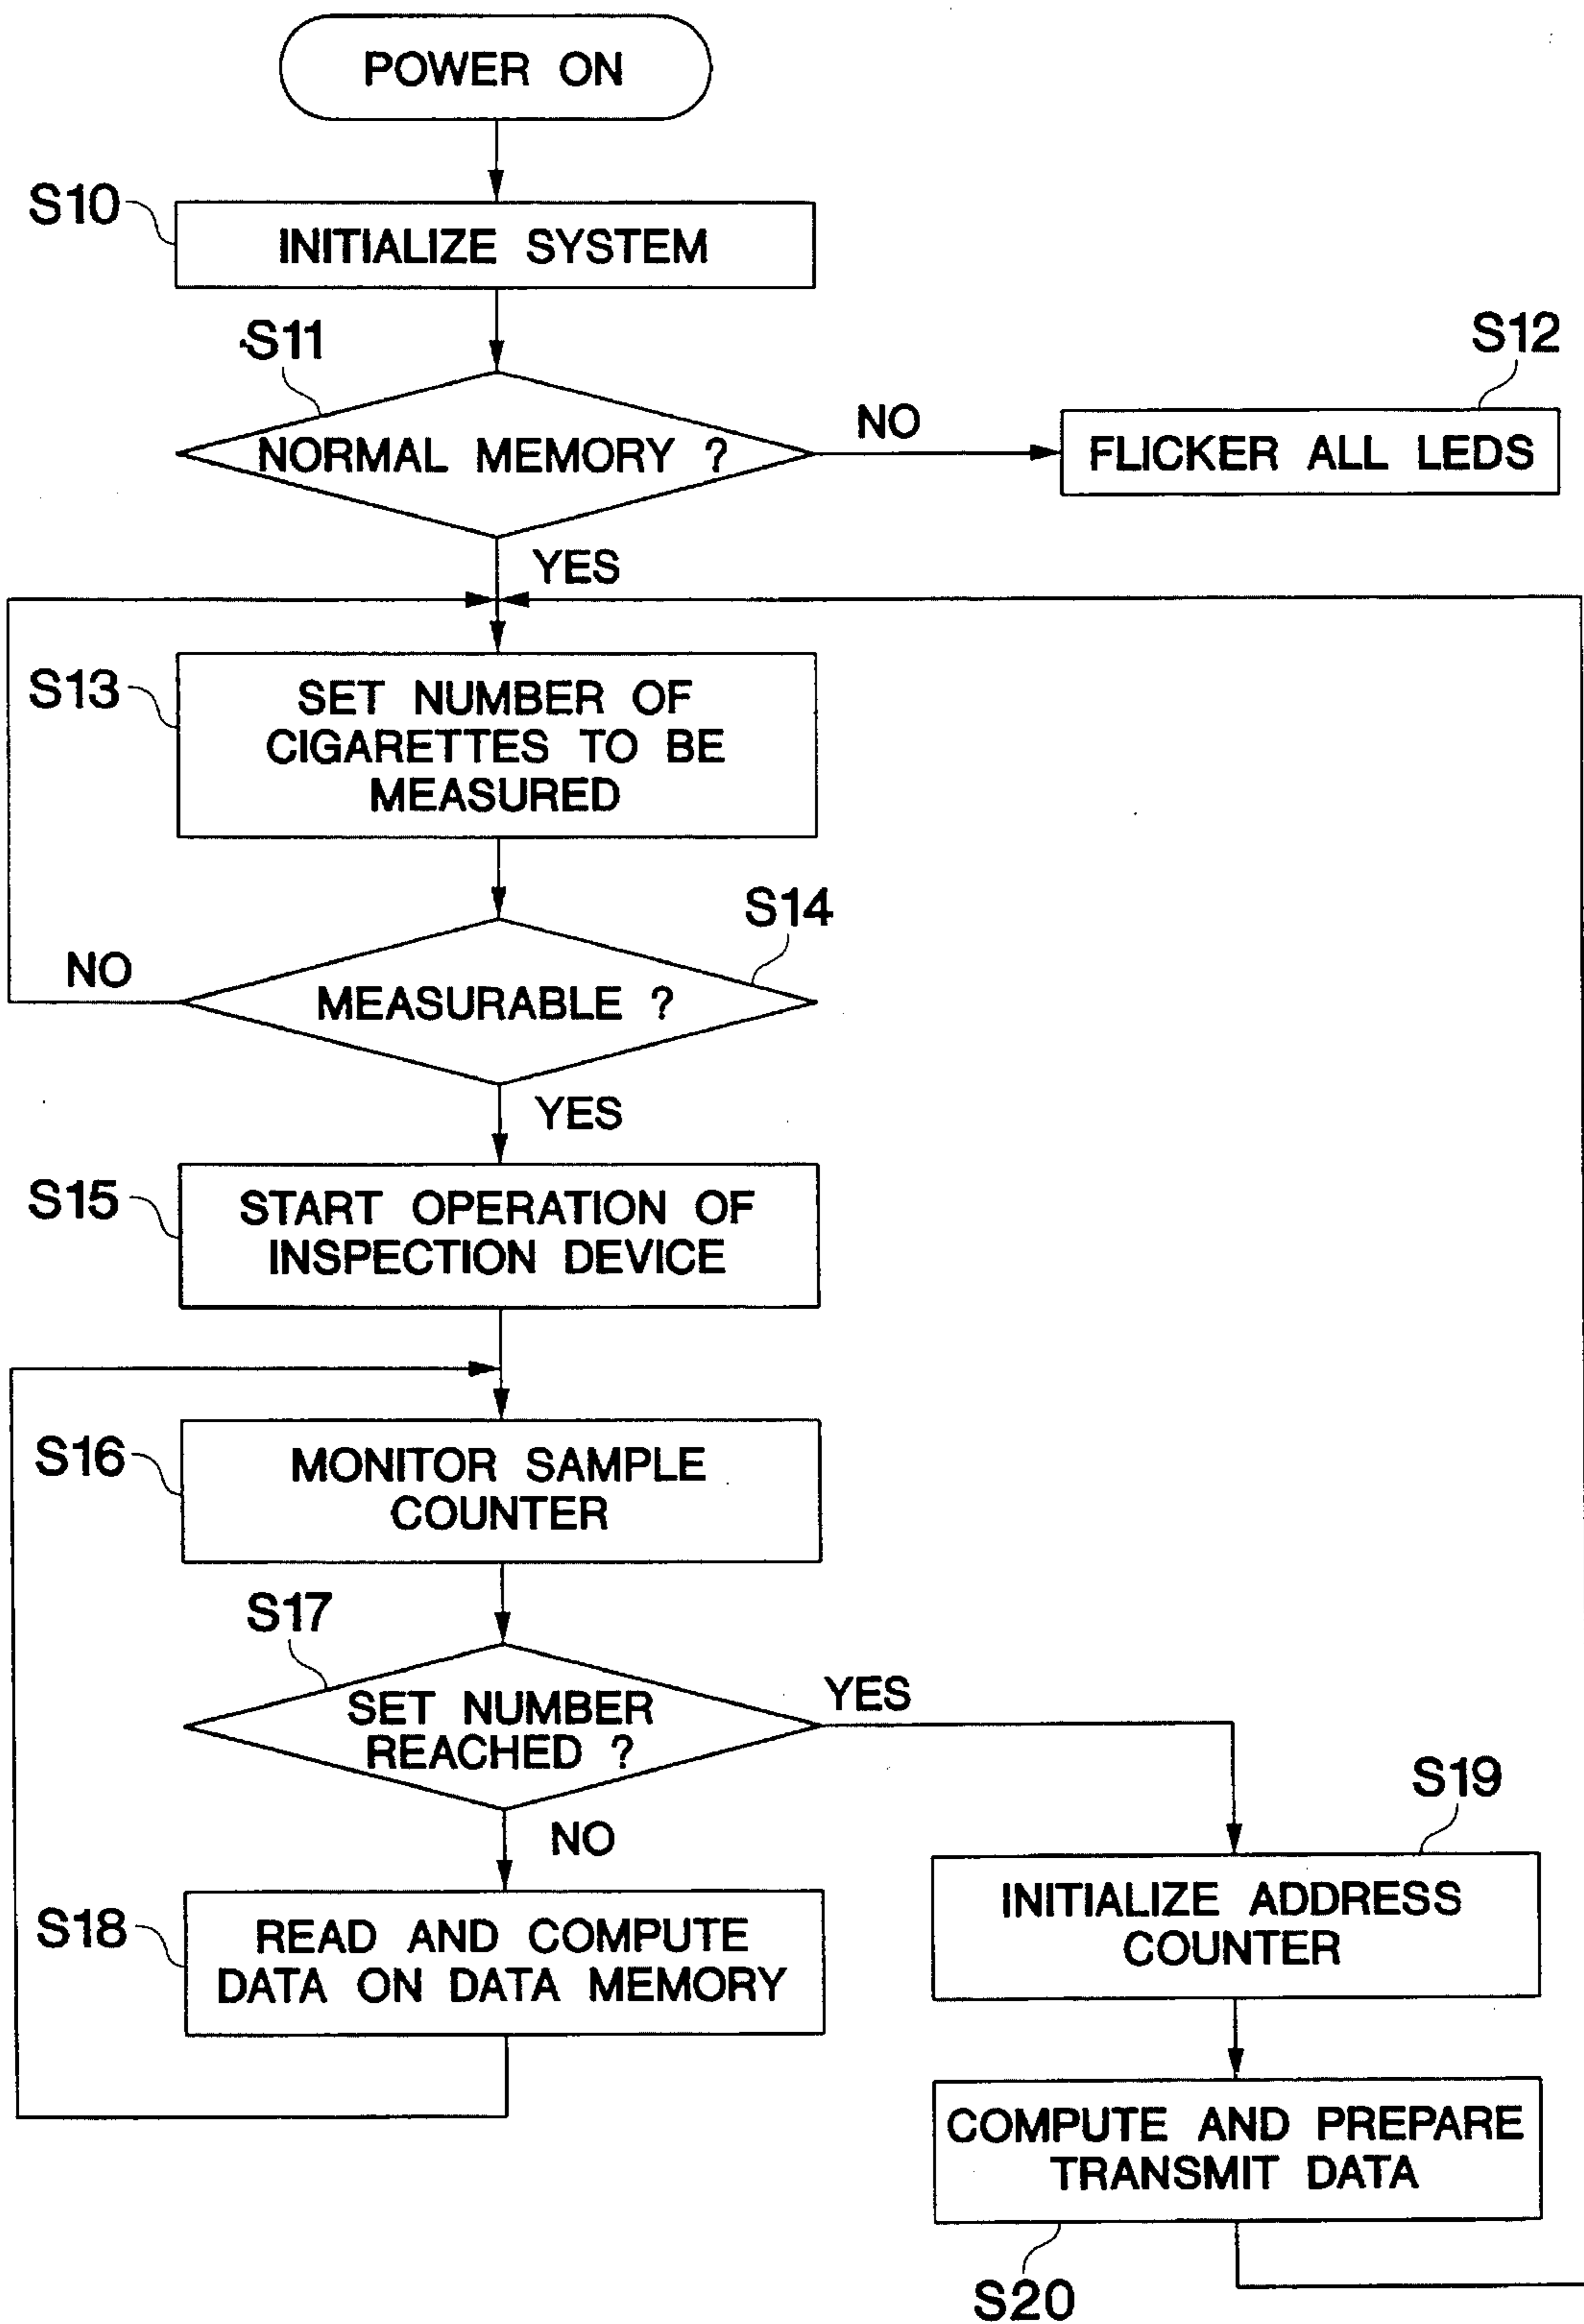 POWER ON
S10
INITIALIZE SYSTEM
S11
NORMAL MEMORY ?
NO
S12
FLICKER ALL LEDS
YES
S13
SET NUMBER OF
CIGARETTES TO BE
MEASURED
S14
NO
MEASURABLE ?
YES
S15
START OPERATION OF
INSPECTION DEVICE
S16
MONITOR SAMPLE
COUNTER
S17
SET NUMBER
REACHED ?
YES
NO
S18
READ AND COMPUTE
DATA ON DATA MEMORY
S19
INITIALIZE ADDRESS
COUNTER
COMPUTE AND PREPARE
TRANSMIT DATA
S20